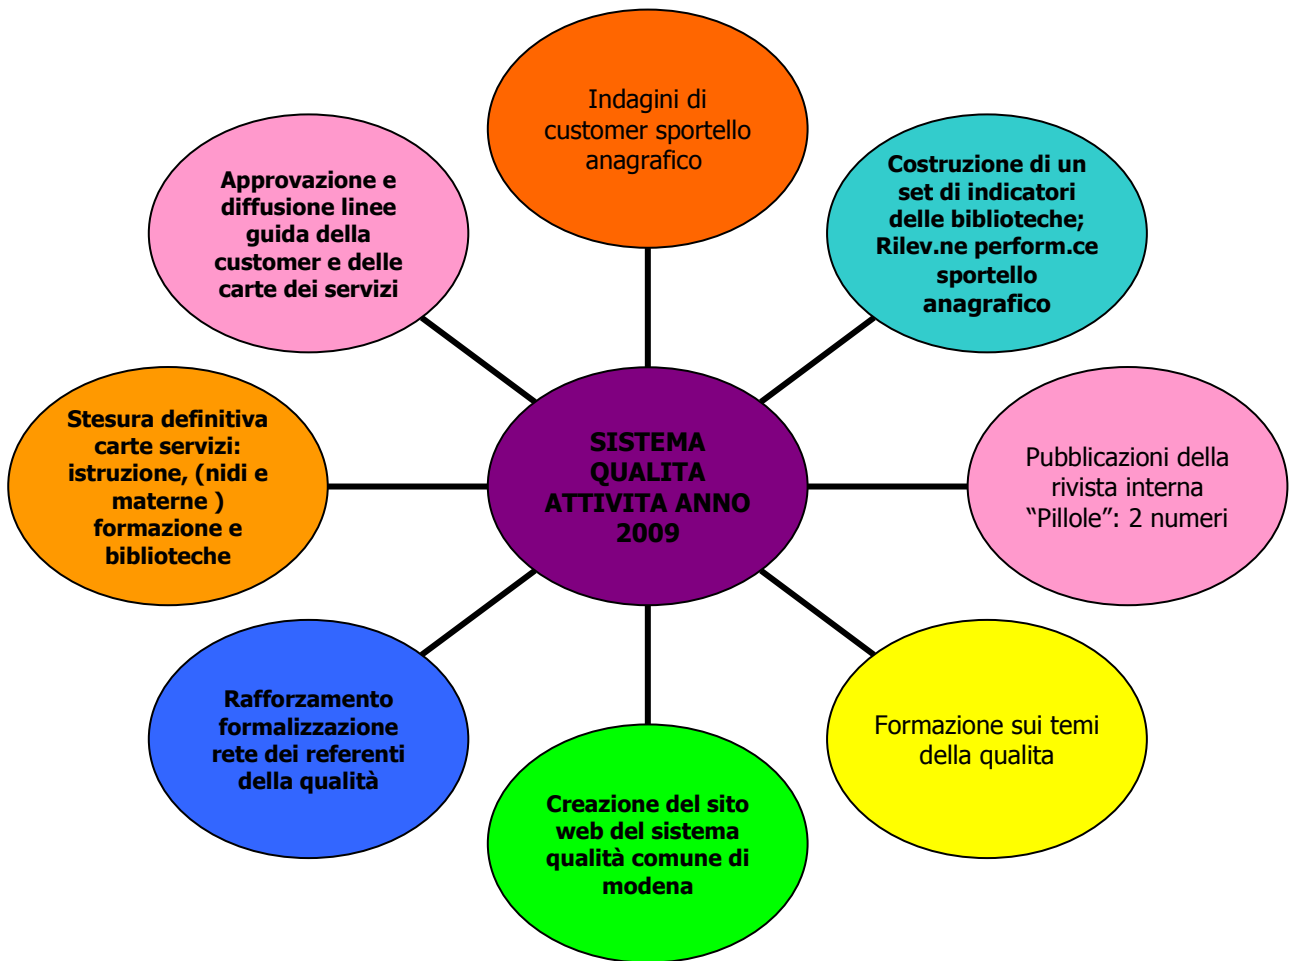 Indagini di
customer sportello
anagrafico
Costruzione di un
set di indicatori
delle biblioteche;
Rilev.ne perform.ce
sportello
anagrafico
Pubblicazioni della
rivista interna
“Pillole”: 2 numeri
Formazione sui temi
della qualita
Creazione del sito
web del sistema
qualità comune di
modena
Rafforzamento
formalizzazione
rete dei referenti
della qualità
Stesura definitiva
carte servizi:
istruzione, (nidi e
materne )
formazione e
biblioteche
Approvazione e
diffusione linee
guida della
customer e delle
carte dei servizi
SISTEMA
QUALITA
ATTIVITA ANNO
2009